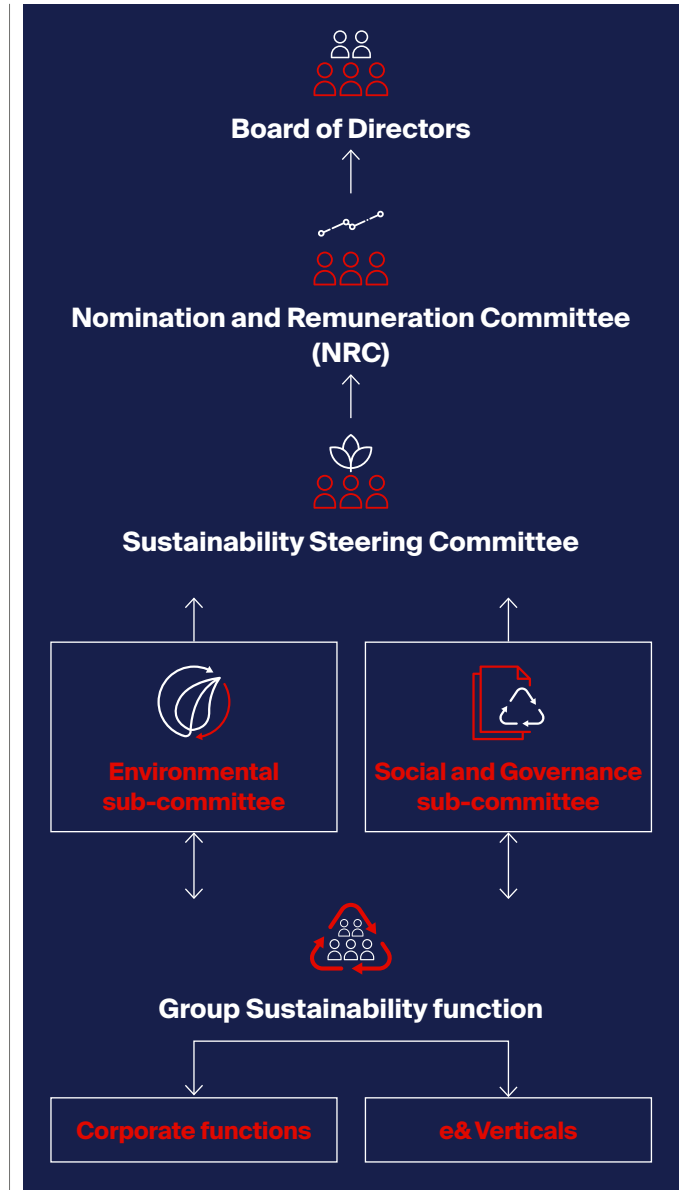 Board of Directors
Nomination and Remuneration Committee
(NRC)
Sustainability Steering Committee
Environmental
sub-committee
Social and Governance
sub-committee
Group Sustainability function
Corporate functions
e& Verticals